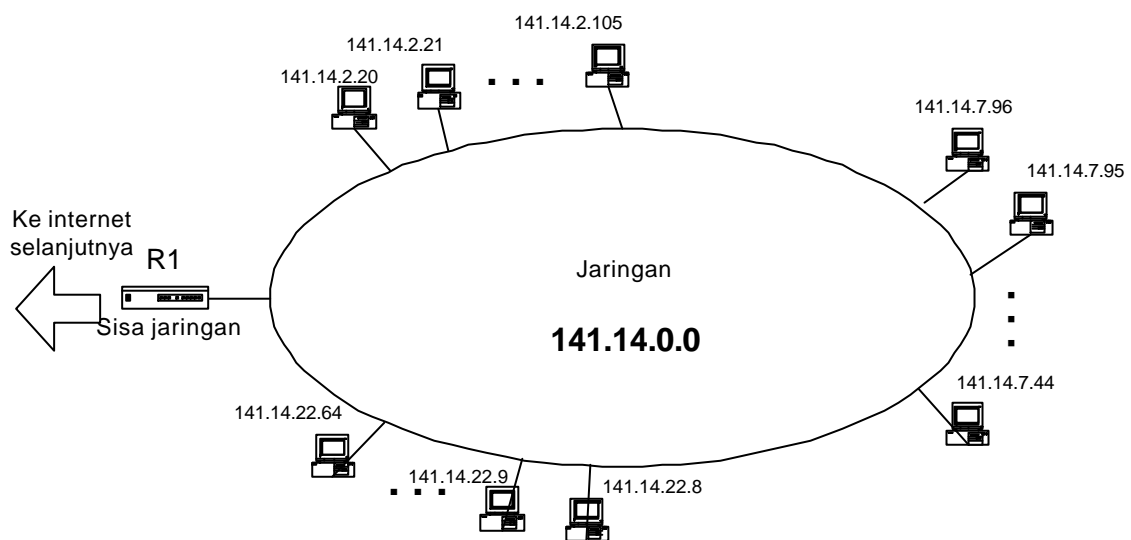 141.14.2.105
141.14.2.21
141.14.2.20
141.14.7.96
141.14.7.95
Ke internet
selanjutnya
R1
Sisa jaringan
Jaringan
141.14.0.0
141.14.7.44
141.14.22.64
141.14.22.9
141.14.22.8